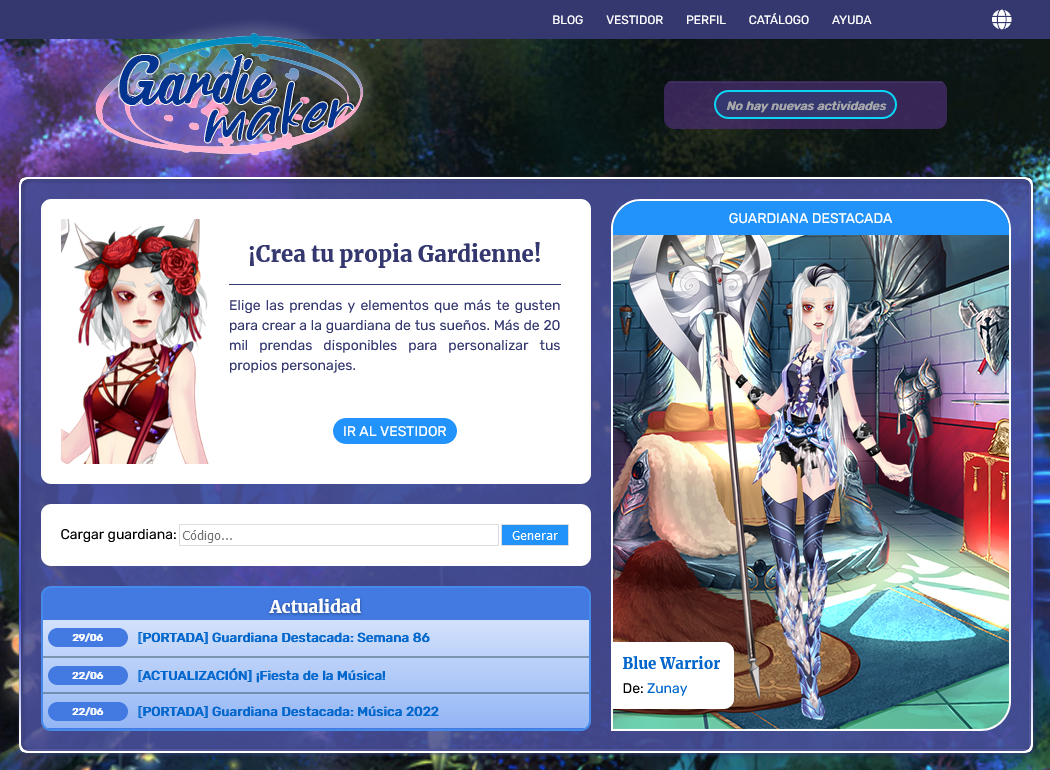 BLOG VESTIDOR PERFIL CATÁLOGO AYUDA
Gardie
maker
No hay nuevas actividades
¡Crea tu propia Gardienne!
Elige las prendas y elementos que más te gusten
para crear a la guardiana de tus sueños. Más de 20
mil prendas disponibles para personalizar tus
propios personajes.
IR AL VESTIDOR
Cargar guardiana: Código... Generar
Actualidad
29/06 [PORTADA] Guardiana Destacada: Semana 86
22/06 [ACTUALIZACIÓN] ¡Fiesta de la Música!
22/06 [PORTADA] Guardiana Destacada: Música 2022
GUARDIANA DESTACADA
Blue Warrior
De: Zunay